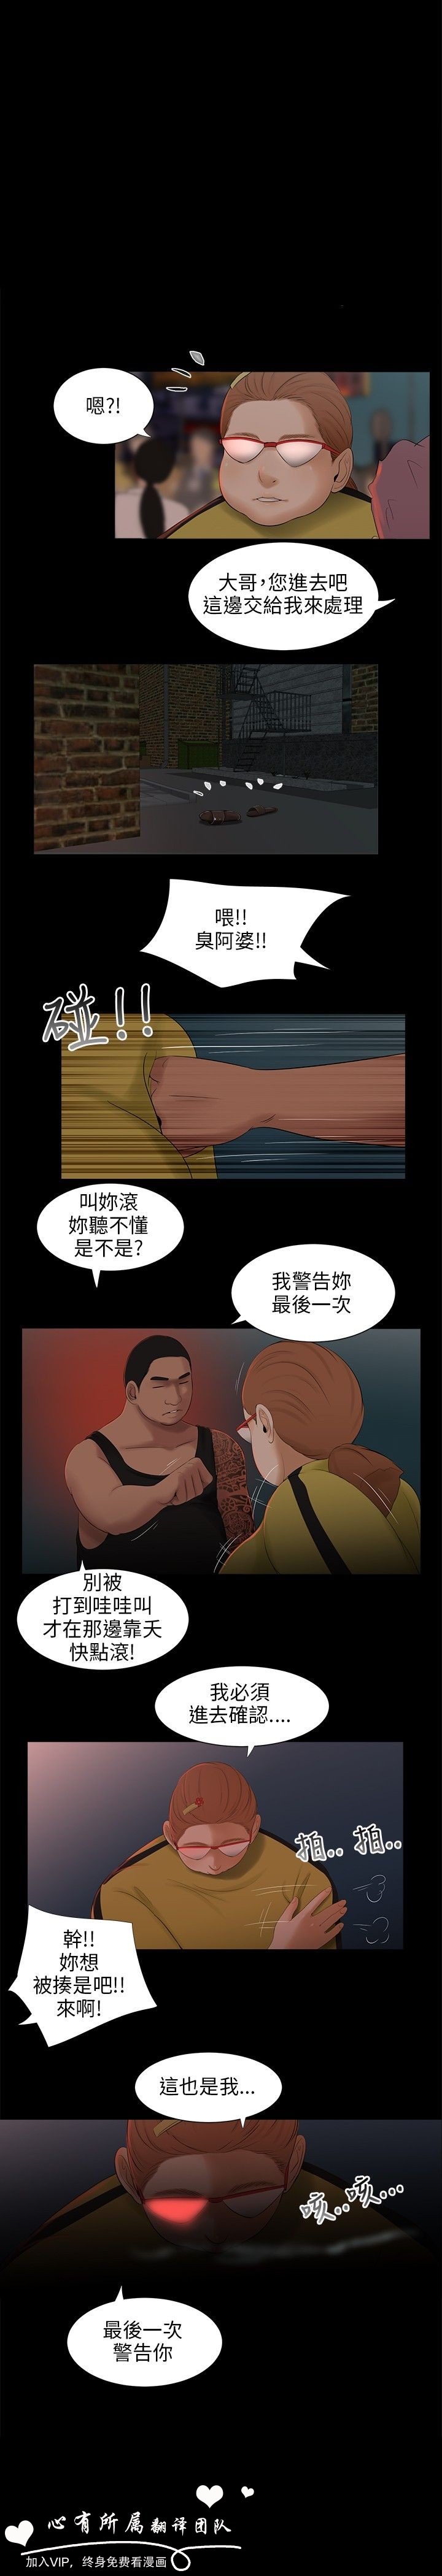 嗯?!
大哥，您進去吧
這邊交給我來處理
喂!!
臭阿婆!!
碰!!
叫妳滾
妳聽不懂
是不是?
我警告妳
最後一次
別被
打到哇哇叫
才在那邊靠夭
快點滾!
我必須
進去確認....
拍.. 拍..
幹!!
妳想
被揍是吧!!
來啊!
這也是我...
咳..咳...
最後一次
警告你
心有所属翻译团队
加入VIP，终身免费看漫画